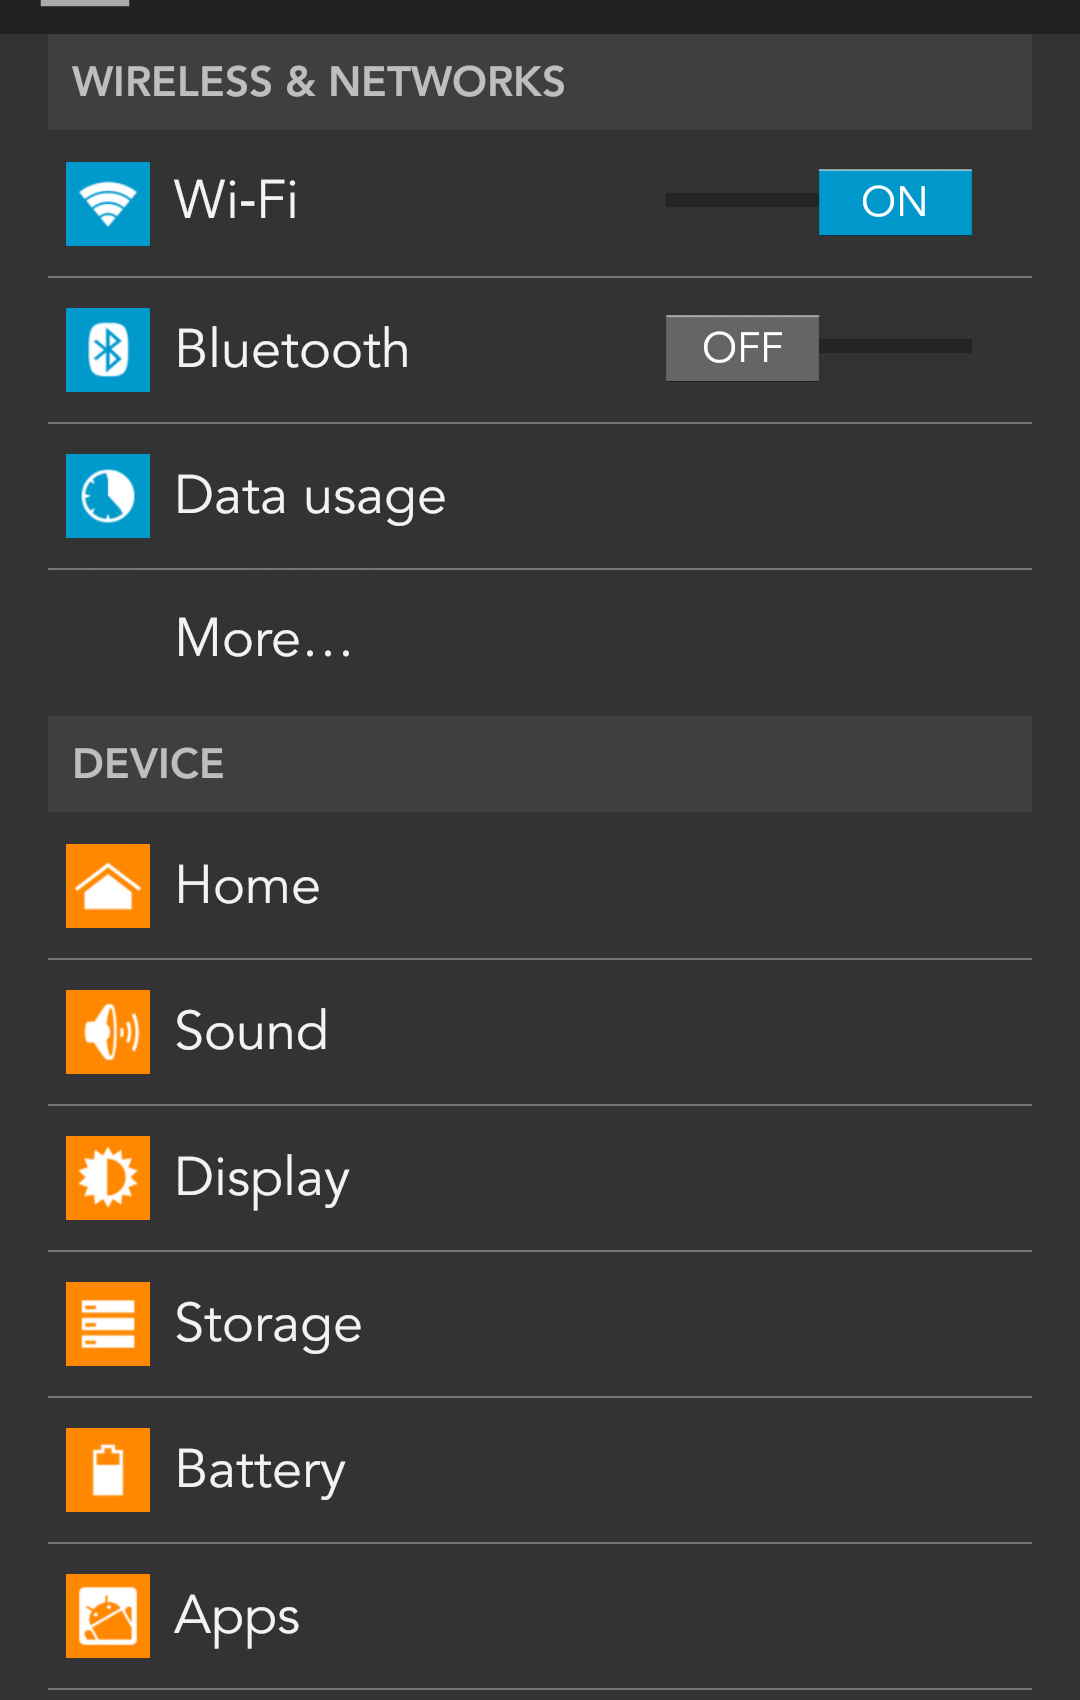 WIRELESS & NETWORKS
Wi-Fi
ON
Bluetooth
OFF
Data usage
More...
DEVICE
Home
Sound
Display
Storage
Battery
Apps